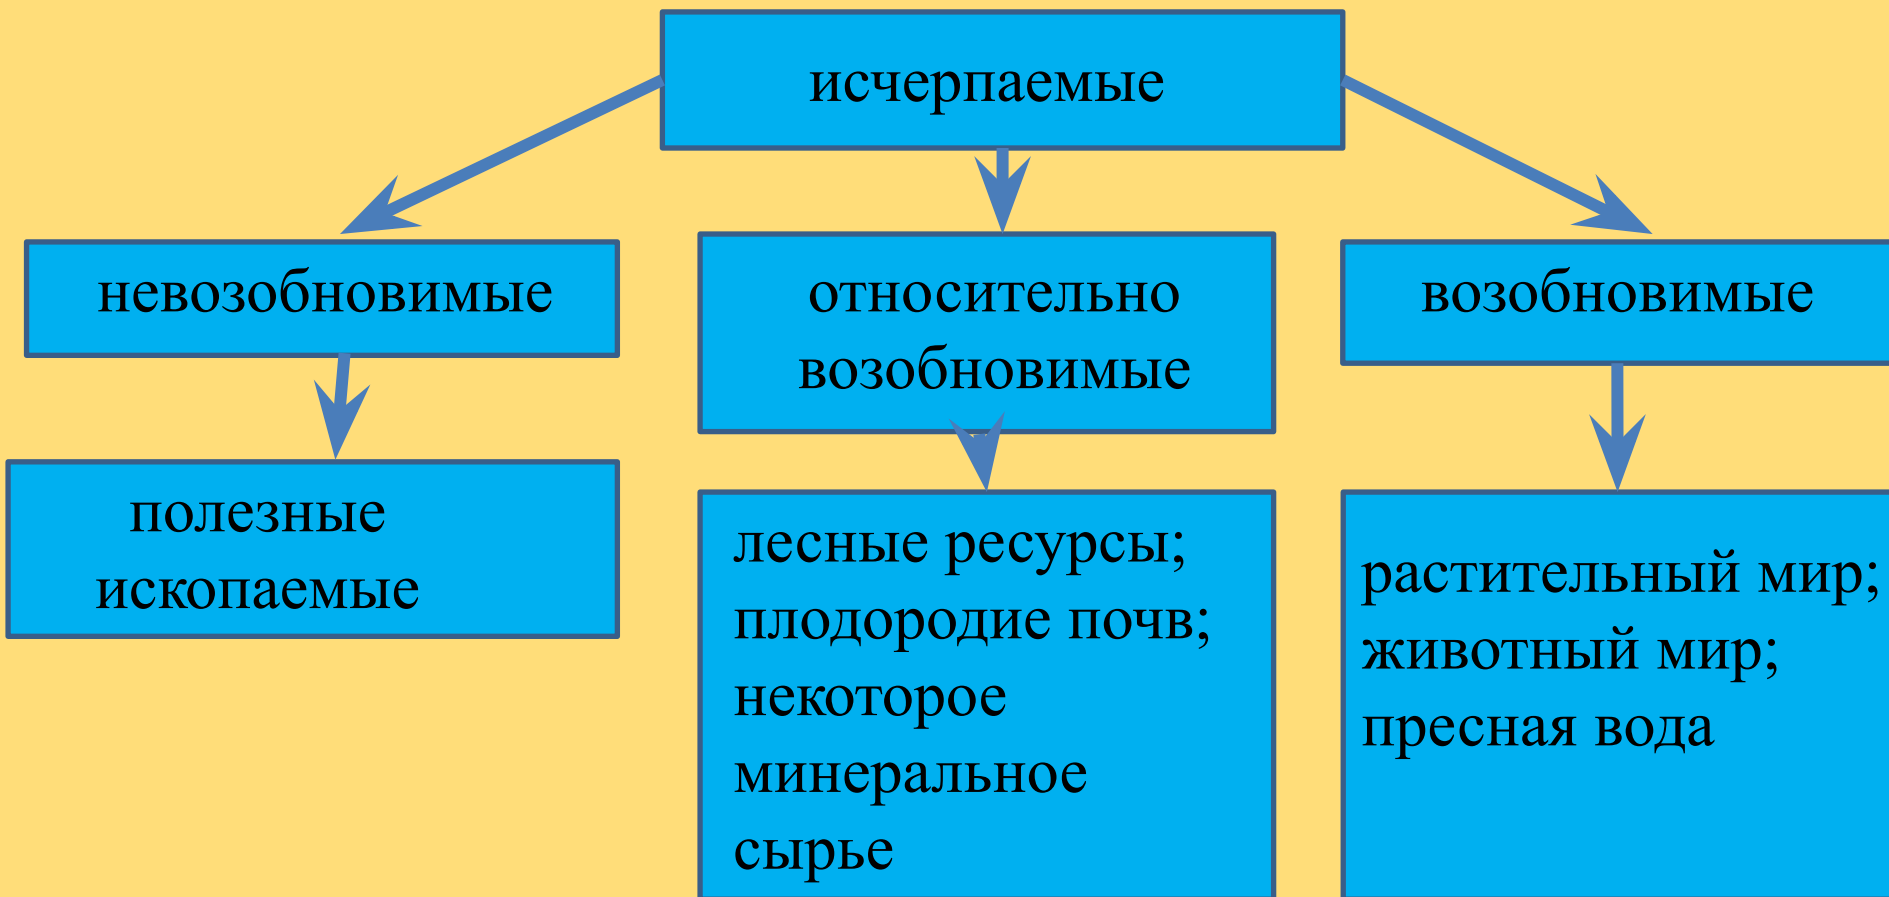 исчерпаемые
невозобновимые
относительно
возобновимые
возобновимые
полезные
ископаемые
лесные ресурсы;
плодородие почв;
некоторое
минеральное
сырье
растительный мир;
животный мир;
пресная вода